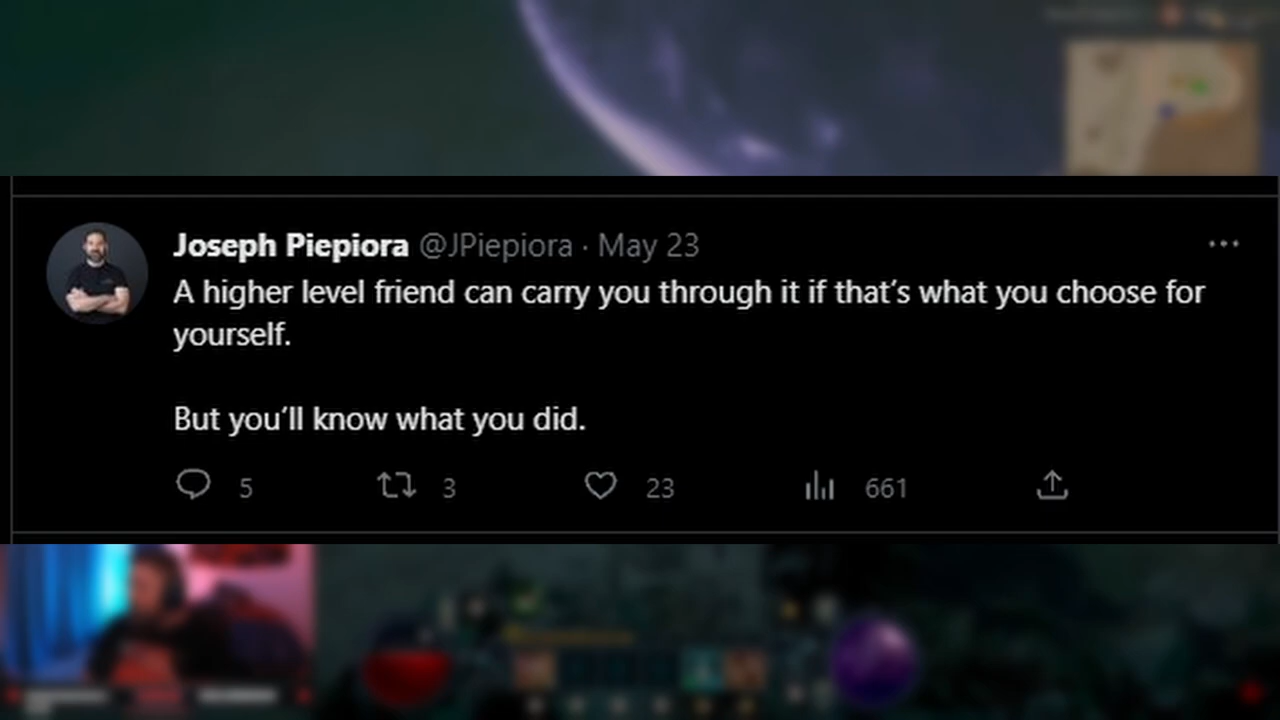 Joseph Piepiora @JPiepiora · May 23
A higher level friend can carry you through it if that’s what you choose for
yourself.
But you’ll know what you did.
5 3 23 661